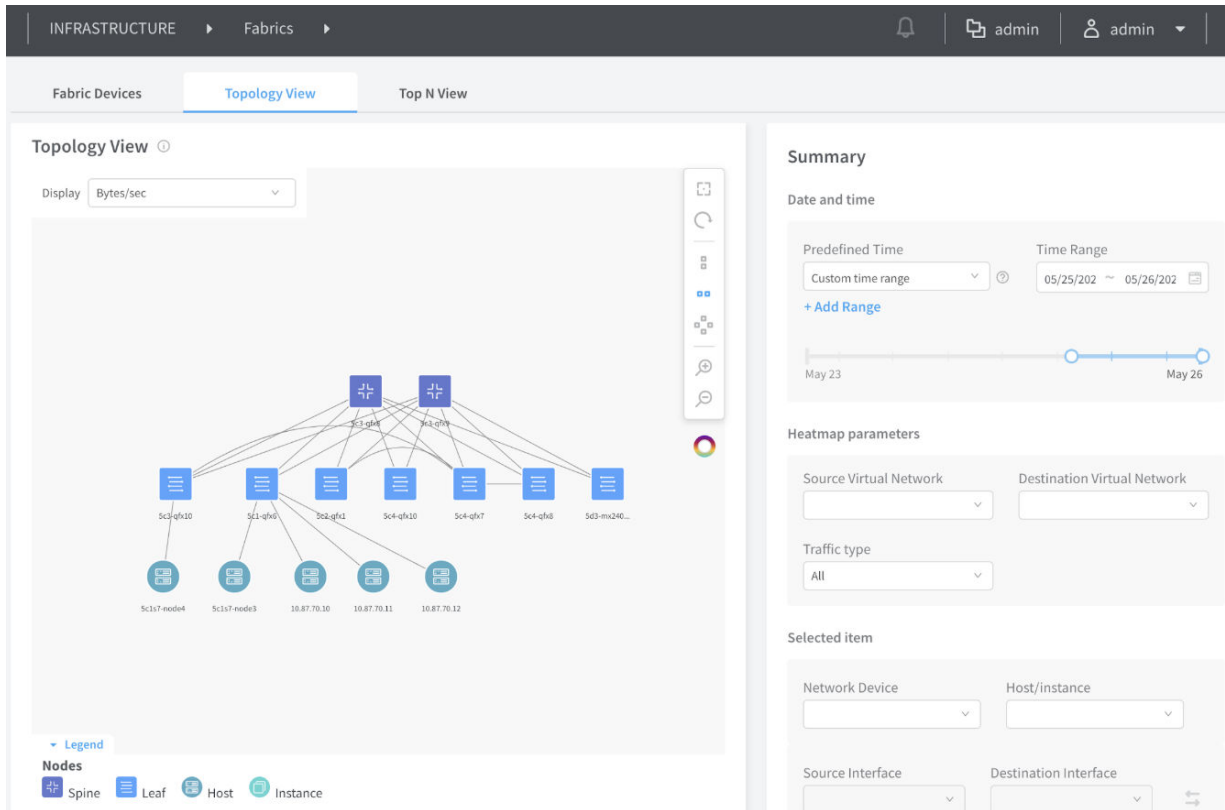 INFRASTRUCTURE Fabrics admin admin
Fabric Devices Topology View Top N View
Topology View
Display Bytes/sec
5c3-qfx8 5c3-qfx9
5c3-qfx10 5c1-qfx6 5c2-qfx1 5c4-qfx10 5c4-qfx7 5c4-qfx8 5d3-mx240...
5c1s7-node4 5c1s7-node3 10.87.70.10 10.87.70.11 10.87.70.12
Legend
Nodes
Spine Leaf Host Instance
Summary
Date and time
Predefined Time Time Range
Custom time range 05/25/202 ~ 05/26/202
+ Add Range
May 23 May 26
Heatmap parameters
Source Virtual Network Destination Virtual Network
Traffic type
All
Selected item
Network Device Host/instance
Source Interface Destination Interface